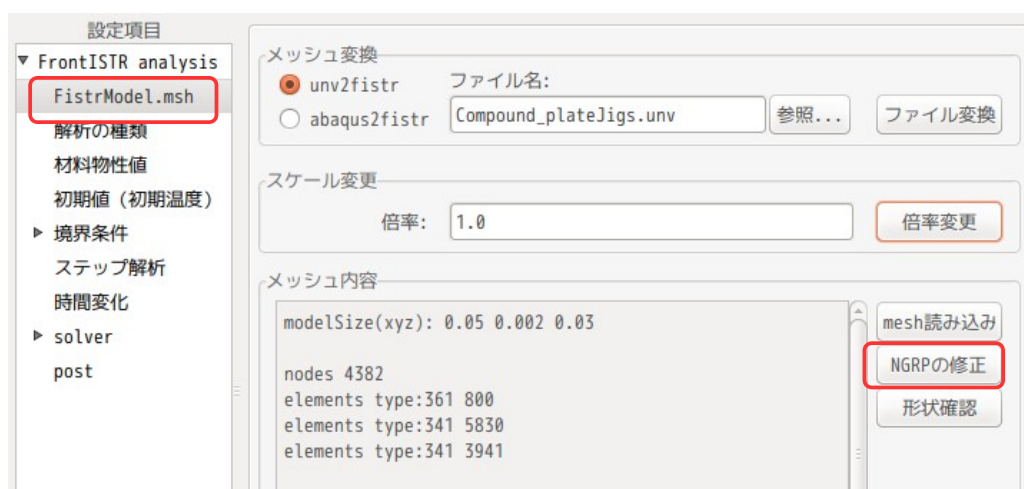 設定項目
▼ FrontISTR analysis
FistrModel.msh
解析の種類
材料物性値
初期値（初期温度）
▶ 境界条件
ステップ解析
時間変化
▶ solver
post
メッシュ変換
unv2fistr
abaqus2fistr
ファイル名:
Compound_plateJigs.unv
参照...
ファイル変換
スケール変更
倍率:
1.0
倍率変更
メッシュ内容
modelSize(xyz): 0.05 0.002 0.03
nodes 4382
elements type:361 800
elements type:341 5830
elements type:341 3941
mesh読み込み
NGRPの修正
形状確認